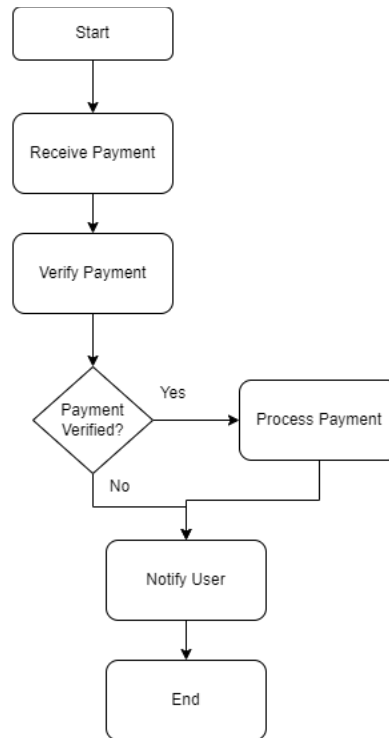 Start
Receive Payment
Verify Payment
Payment
Verified?
Yes
Process Payment
No
Notify User
End